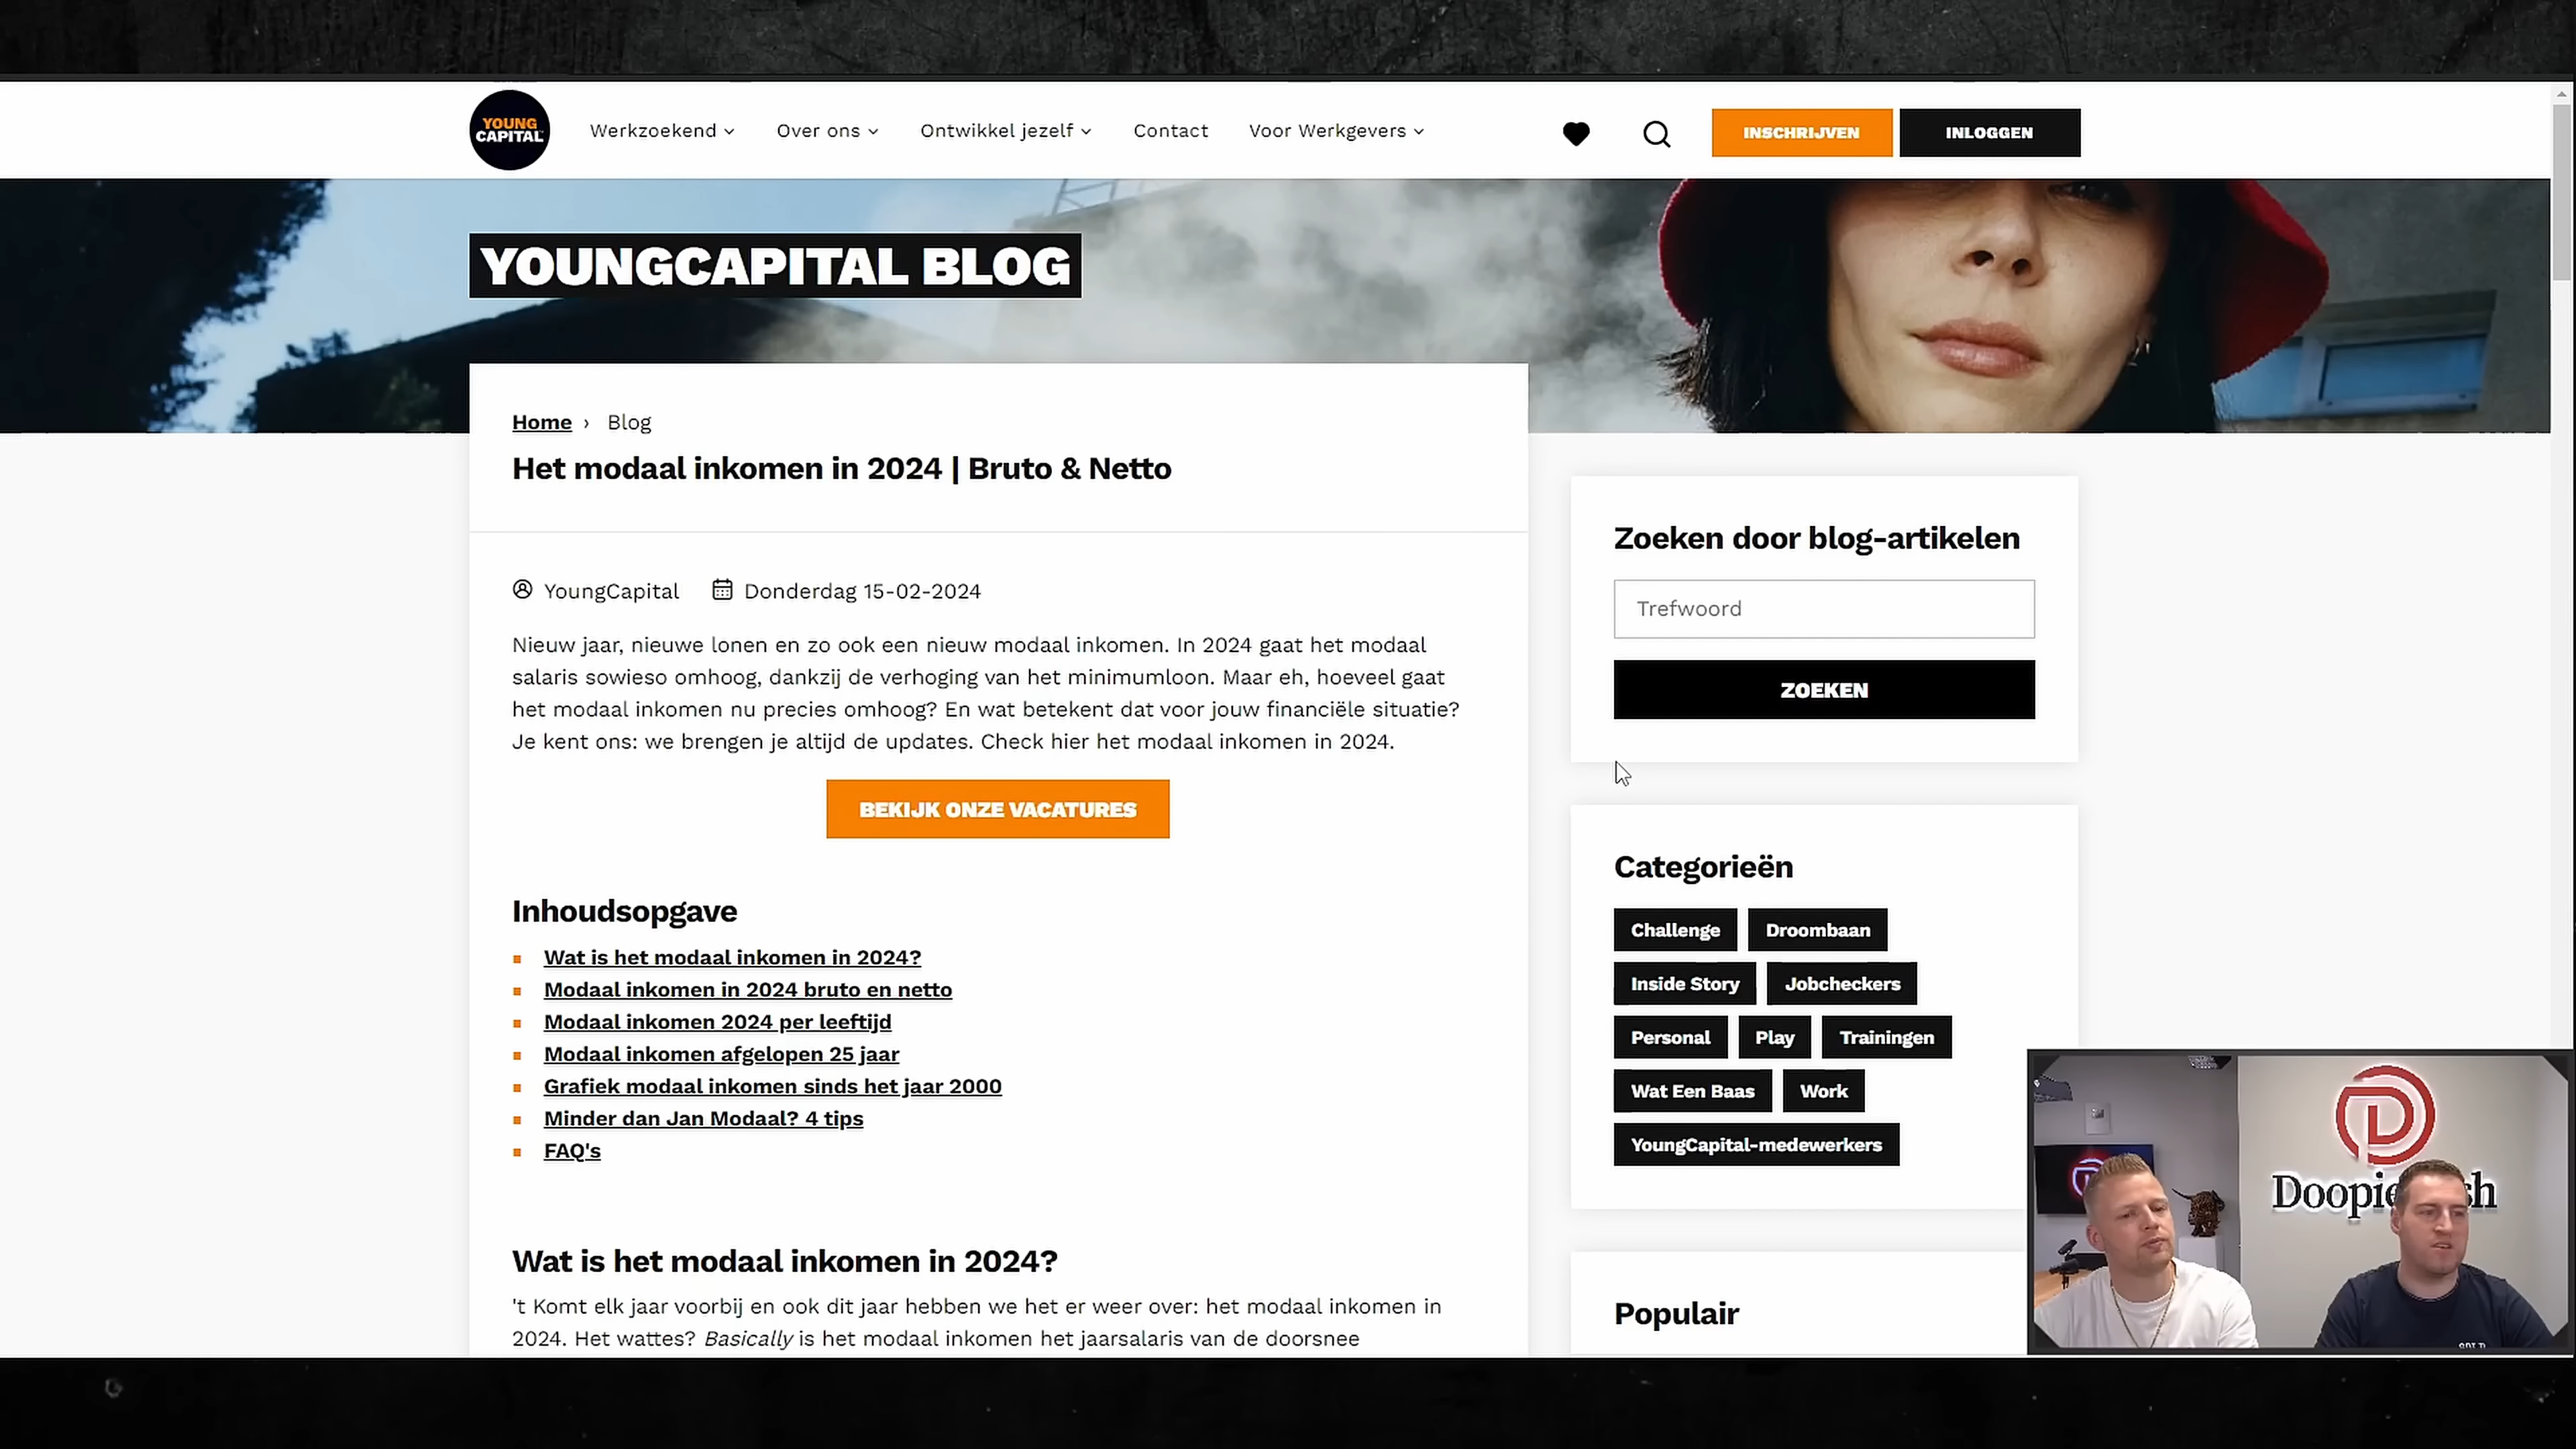 YOUNG
CAPITAL
Werkzoekend
Over ons
Ontwikkel jezelf
Contact
Voor Werkgevers
INSCHRIJVEN
INLOGGEN
YOUNGCAPITAL BLOG
Home › Blog
Het modaal inkomen in 2024 | Bruto & Netto
YoungCapital
Donderdag 15-02-2024
Nieuw jaar, nieuwe lonen en zo ook een nieuw modaal inkomen. In 2024 gaat het modaal
salaris sowieso omhoog, dankzij de verhoging van het minimumloon. Maar eh, hoeveel gaat
het modaal inkomen nu precies omhoog? En wat betekent dat voor jouw financiële situatie?
Je kent ons: we brengen je altijd de updates. Check hier het modaal inkomen in 2024.
BEKIJK ONZE VACATURES
Inhoudsopgave
Wat is het modaal inkomen in 2024?
Modaal inkomen in 2024 bruto en netto
Modaal inkomen 2024 per leeftijd
Modaal inkomen afgelopen 25 jaar
Grafiek modaal inkomen sinds het jaar 2000
Minder dan Jan Modaal? 4 tips
FAQ's
Wat is het modaal inkomen in 2024?
't Komt elk jaar voorbij en ook dit jaar hebben we het er weer over: het modaal inkomen in
2024. Het wattes? Basically is het modaal inkomen het jaarsalaris van de doorsnee
Zoeken door blog-artikelen
Trefwoord
ZOEKEN
Categorieën
Challenge
Droombaan
Inside Story
Jobcheckers
Personal
Play
Trainingen
Wat Een Baas
Work
YoungCapital-medewerkers
Populair